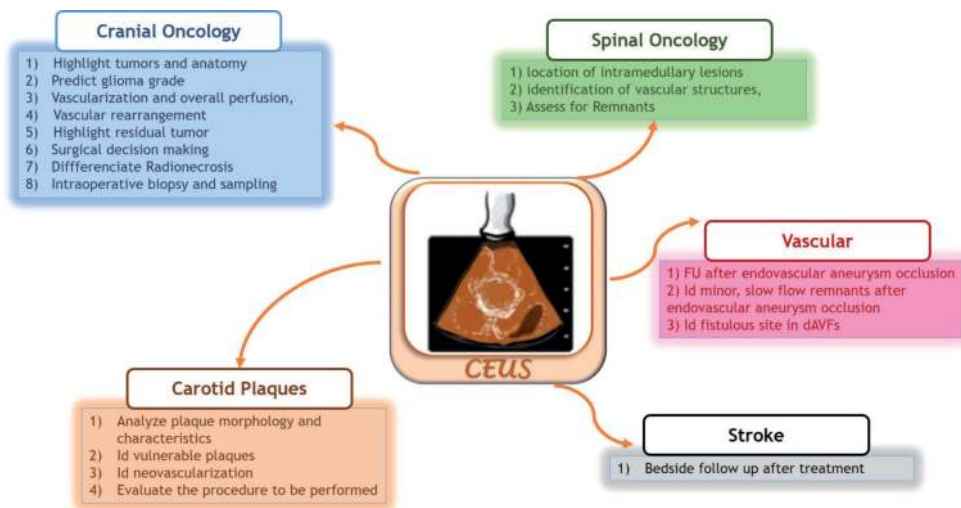 Cranial Oncology
1) Highlight tumors and anatomy
2) Predict glioma grade
3) Vascularization and overall perfusion,
4) Vascular rearrangement
5) Highlight residual tumor
6) Surgical decision making
7) Diffferenciate Radionecrosis
8) Intraoperative biopsy and sampling
Spinal Oncology
1) location of intramedullary lesions
2) identification of vascular structures,
3) Assess for Remnants
CEUS
Vascular
1) FU after endovascular aneurysm occlusion
2) Id minor, slow flow remnants after
endovascular aneurysm occlusion
3) Id fistulous site in dAVFs
Carotid Plaques
1) Analyze plaque morphology and
characteristics
2) Id vulnerable plaques
3) Id neovascularization
4) Evaluate the procedure to be performed
Stroke
1) Bedside follow up after treatment